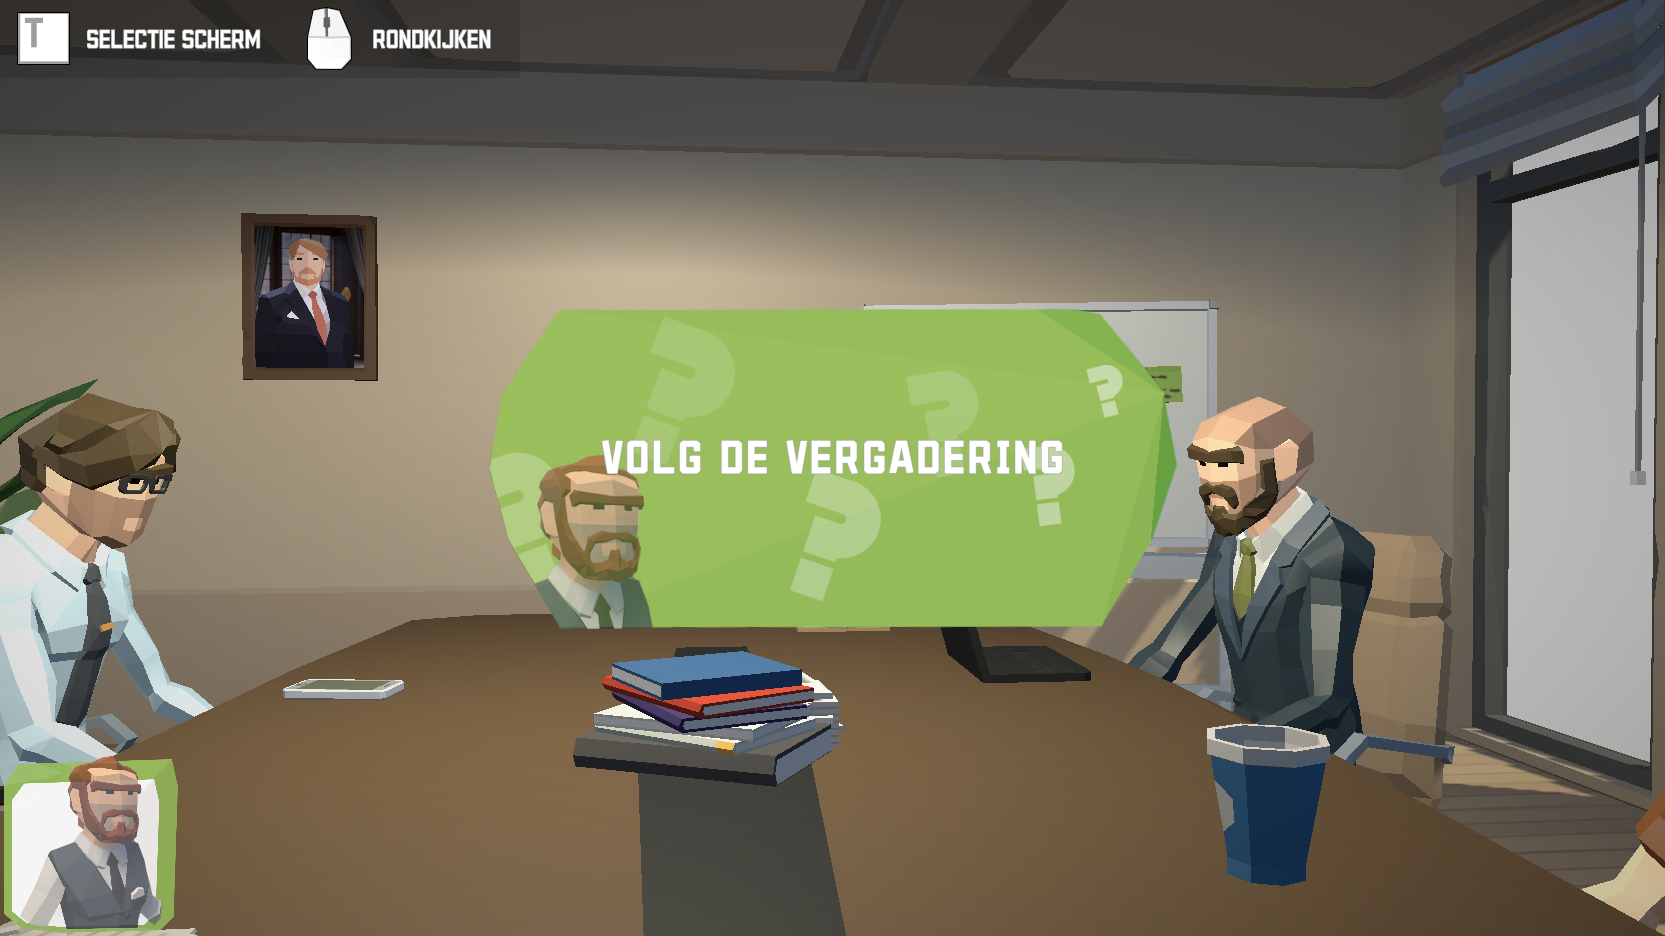 T
SELECTIE SCHERM
RONDKIJKEN
?
?
?
VOLG DE VERGADERING
?
?
?